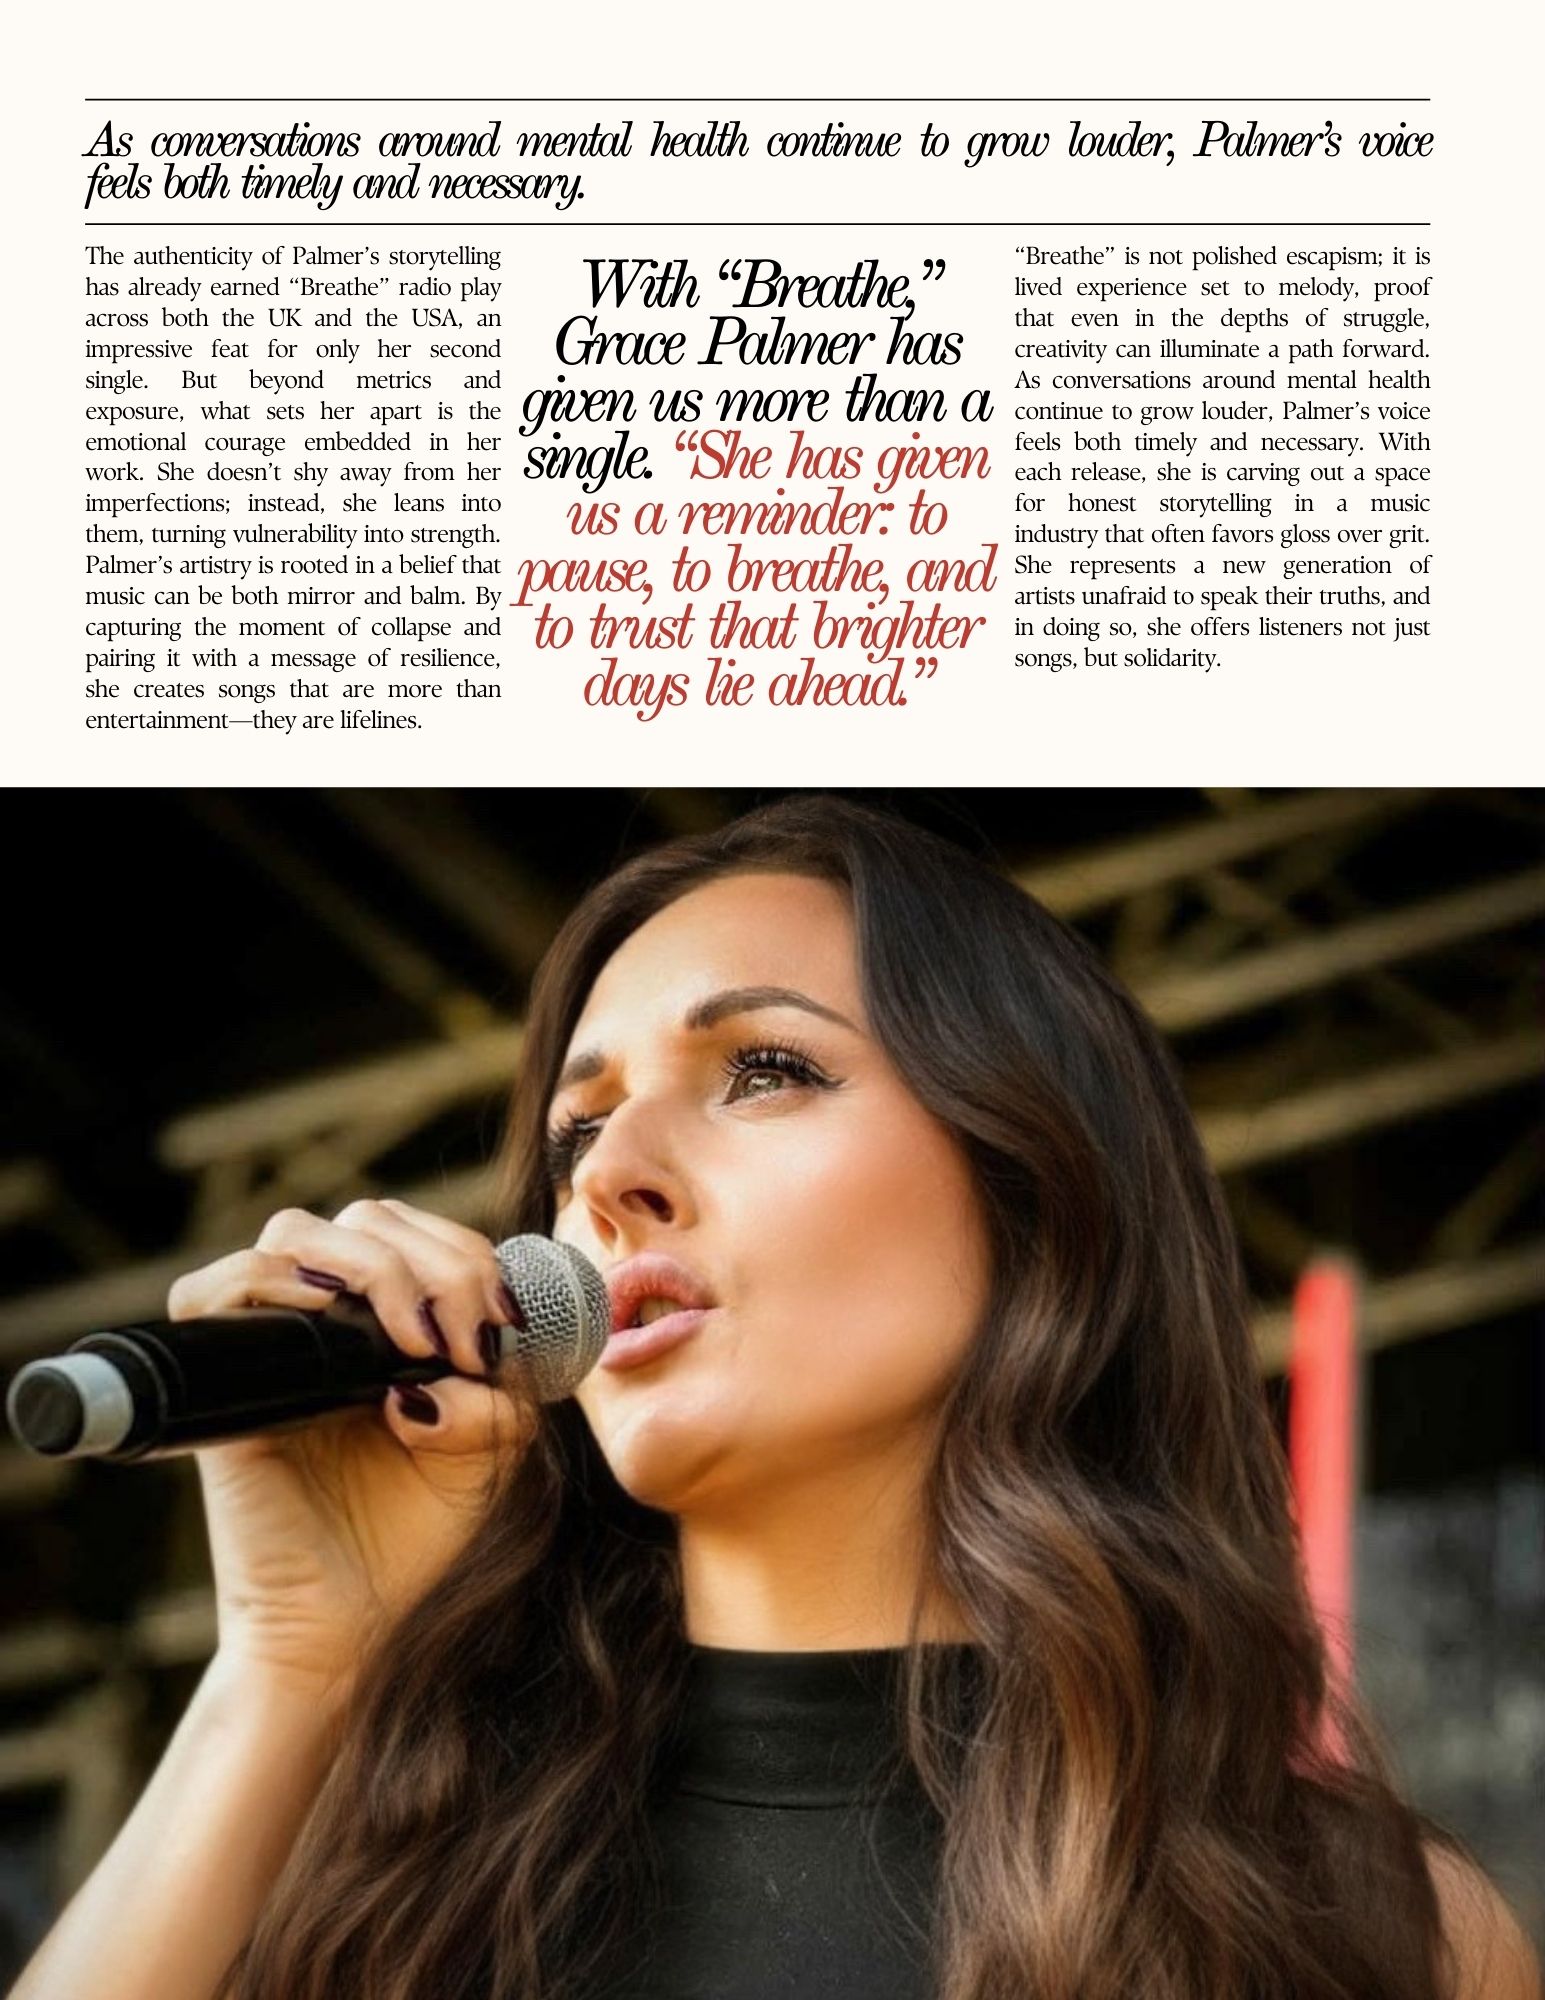 As conversations around mental health continue to grow louder, Palmer’s voice
feels both timely and necessary.
The authenticity of Palmer’s storytelling
has already earned “Breathe” radio play
across both the UK and the USA, an
impressive feat for only her second
single. But beyond metrics and
exposure, what sets her apart is the
emotional courage embedded in her
work. She doesn’t shy away from her
imperfections; instead, she leans into
them, turning vulnerability into strength.
Palmer’s artistry is rooted in a belief that
music can be both mirror and balm. By
capturing the moment of collapse and
pairing it with a message of resilience,
she creates songs that are more than
entertainment—they are lifelines.
With “Breathe,”
Grace Palmer has
given us more than a
single. “She has given
us a reminder: to
pause, to breathe, and
to trust that brighter
days lie ahead.”
“Breathe” is not polished escapism; it is
lived experience set to melody, proof
that even in the depths of struggle,
creativity can illuminate a path forward.
As conversations around mental health
continue to grow louder, Palmer’s voice
feels both timely and necessary. With
each release, she is carving out a space
for honest storytelling in a music
industry that often favors gloss over grit.
She represents a new generation of
artists unafraid to speak their truths, and
in doing so, she offers listeners not just
songs, but solidarity.